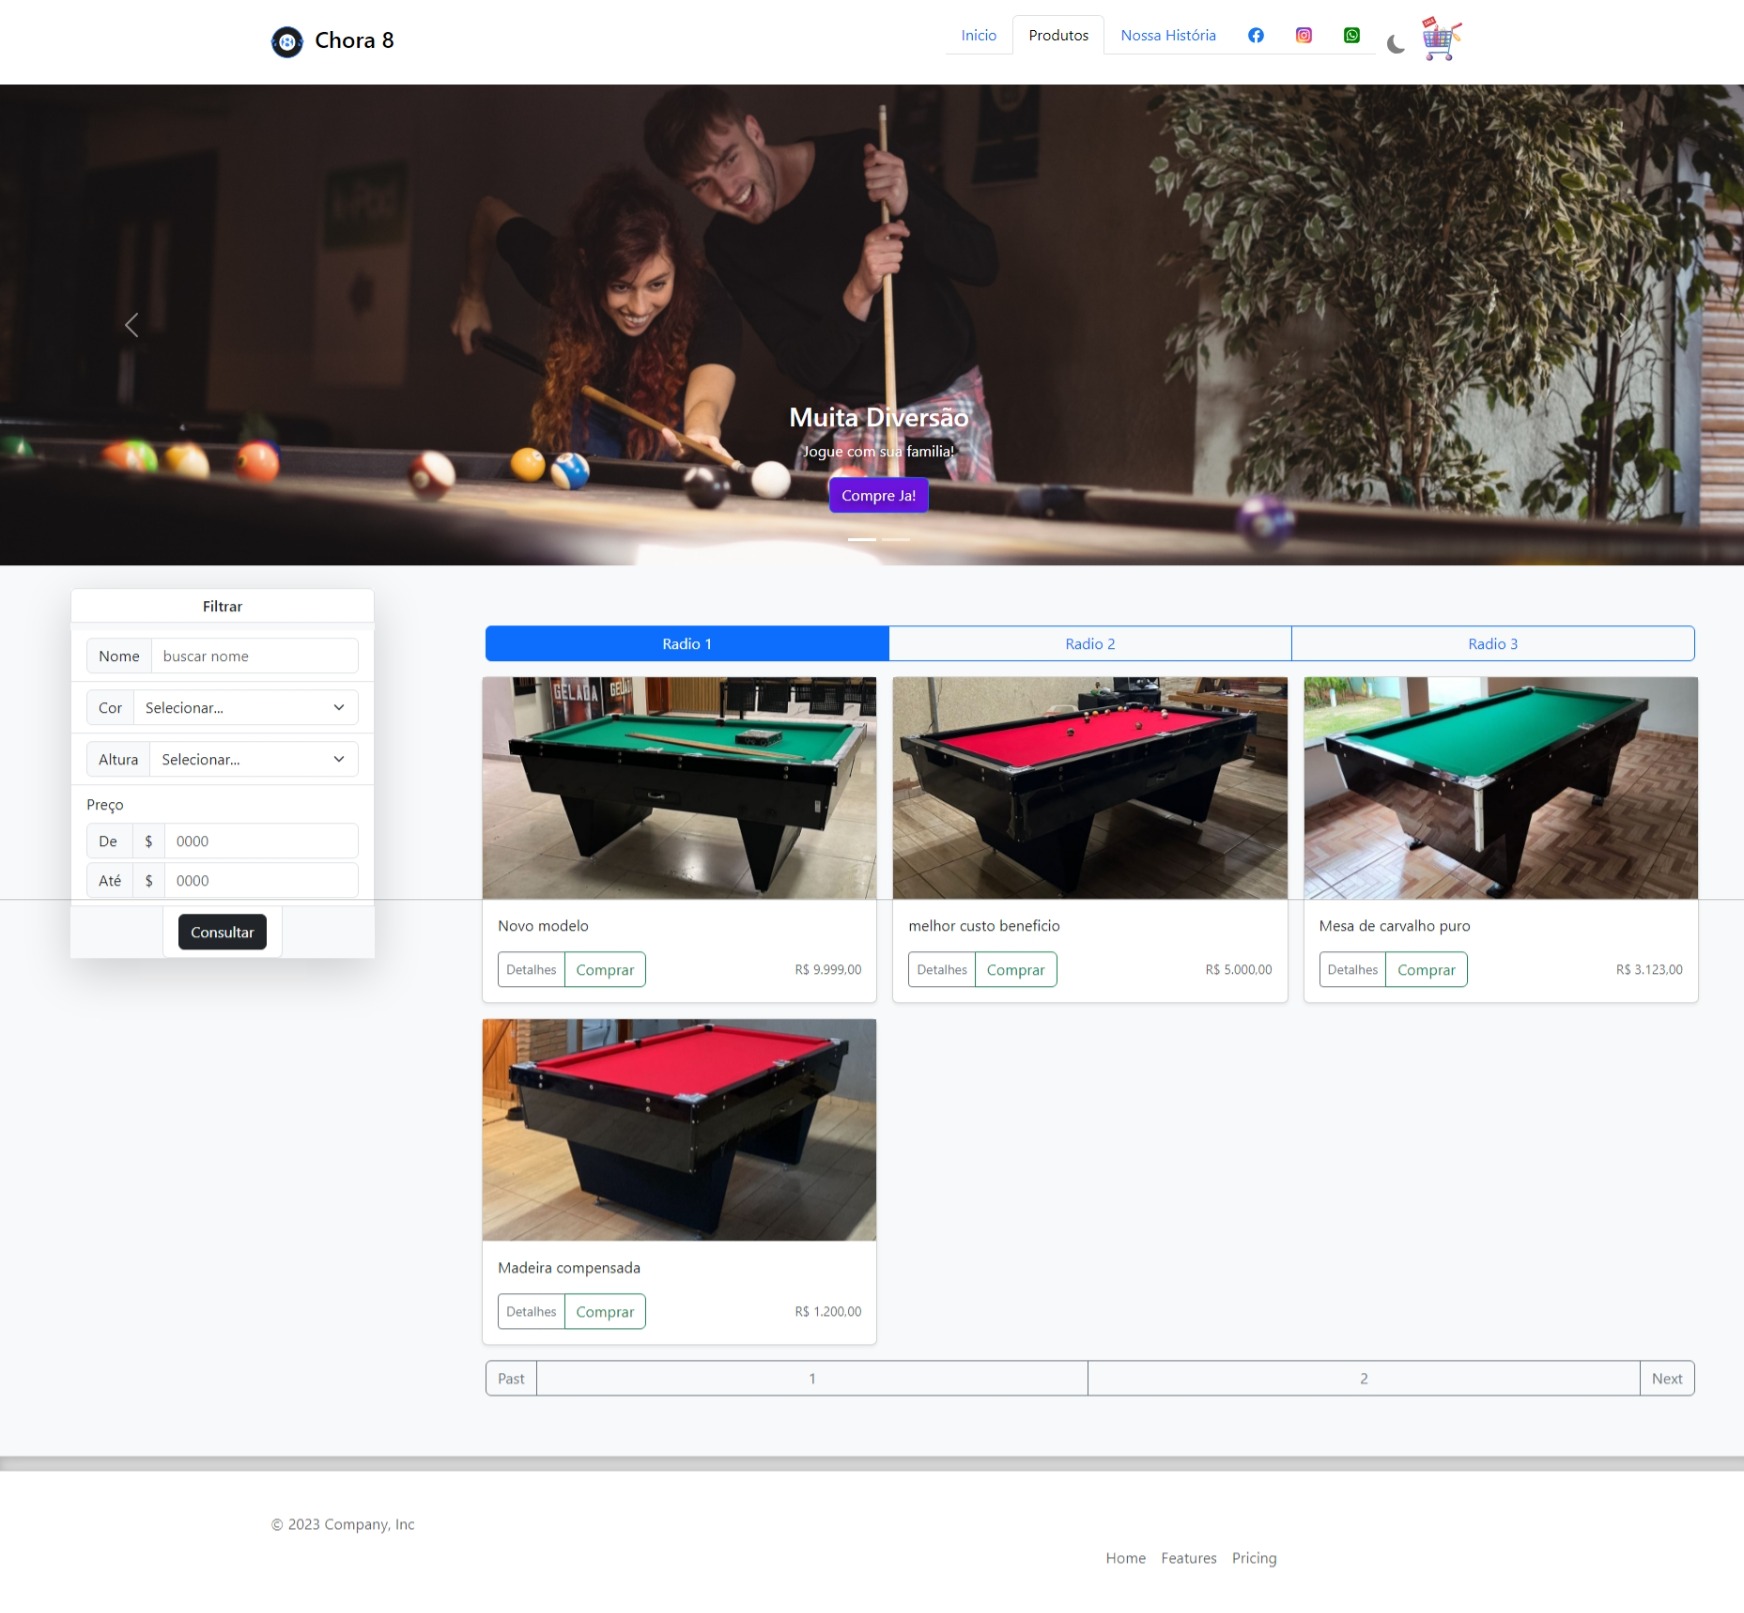 Chora 8
Inicio
Produtos
Nossa História
Muita Diversão
Jogue com sua familia!
Compre Ja!
Filtrar
Nome
buscar nome
Cor
Selecionar...
Altura
Selecionar...
Preço
De $ 0000
Até $ 0000
Consultar
Radio 1
Radio 2
Radio 3
GELADA
Novo modelo
Detalhes
Comprar
R$ 9.999,00
melhor custo beneficio
Detalhes
Comprar
R$ 5.000,00
Mesa de carvalho puro
Detalhes
Comprar
R$ 3.123,00
Madeira compensada
Detalhes
Comprar
R$ 1.200,00
Past
1
2
Next
© 2023 Company, Inc
Home
Features
Pricing